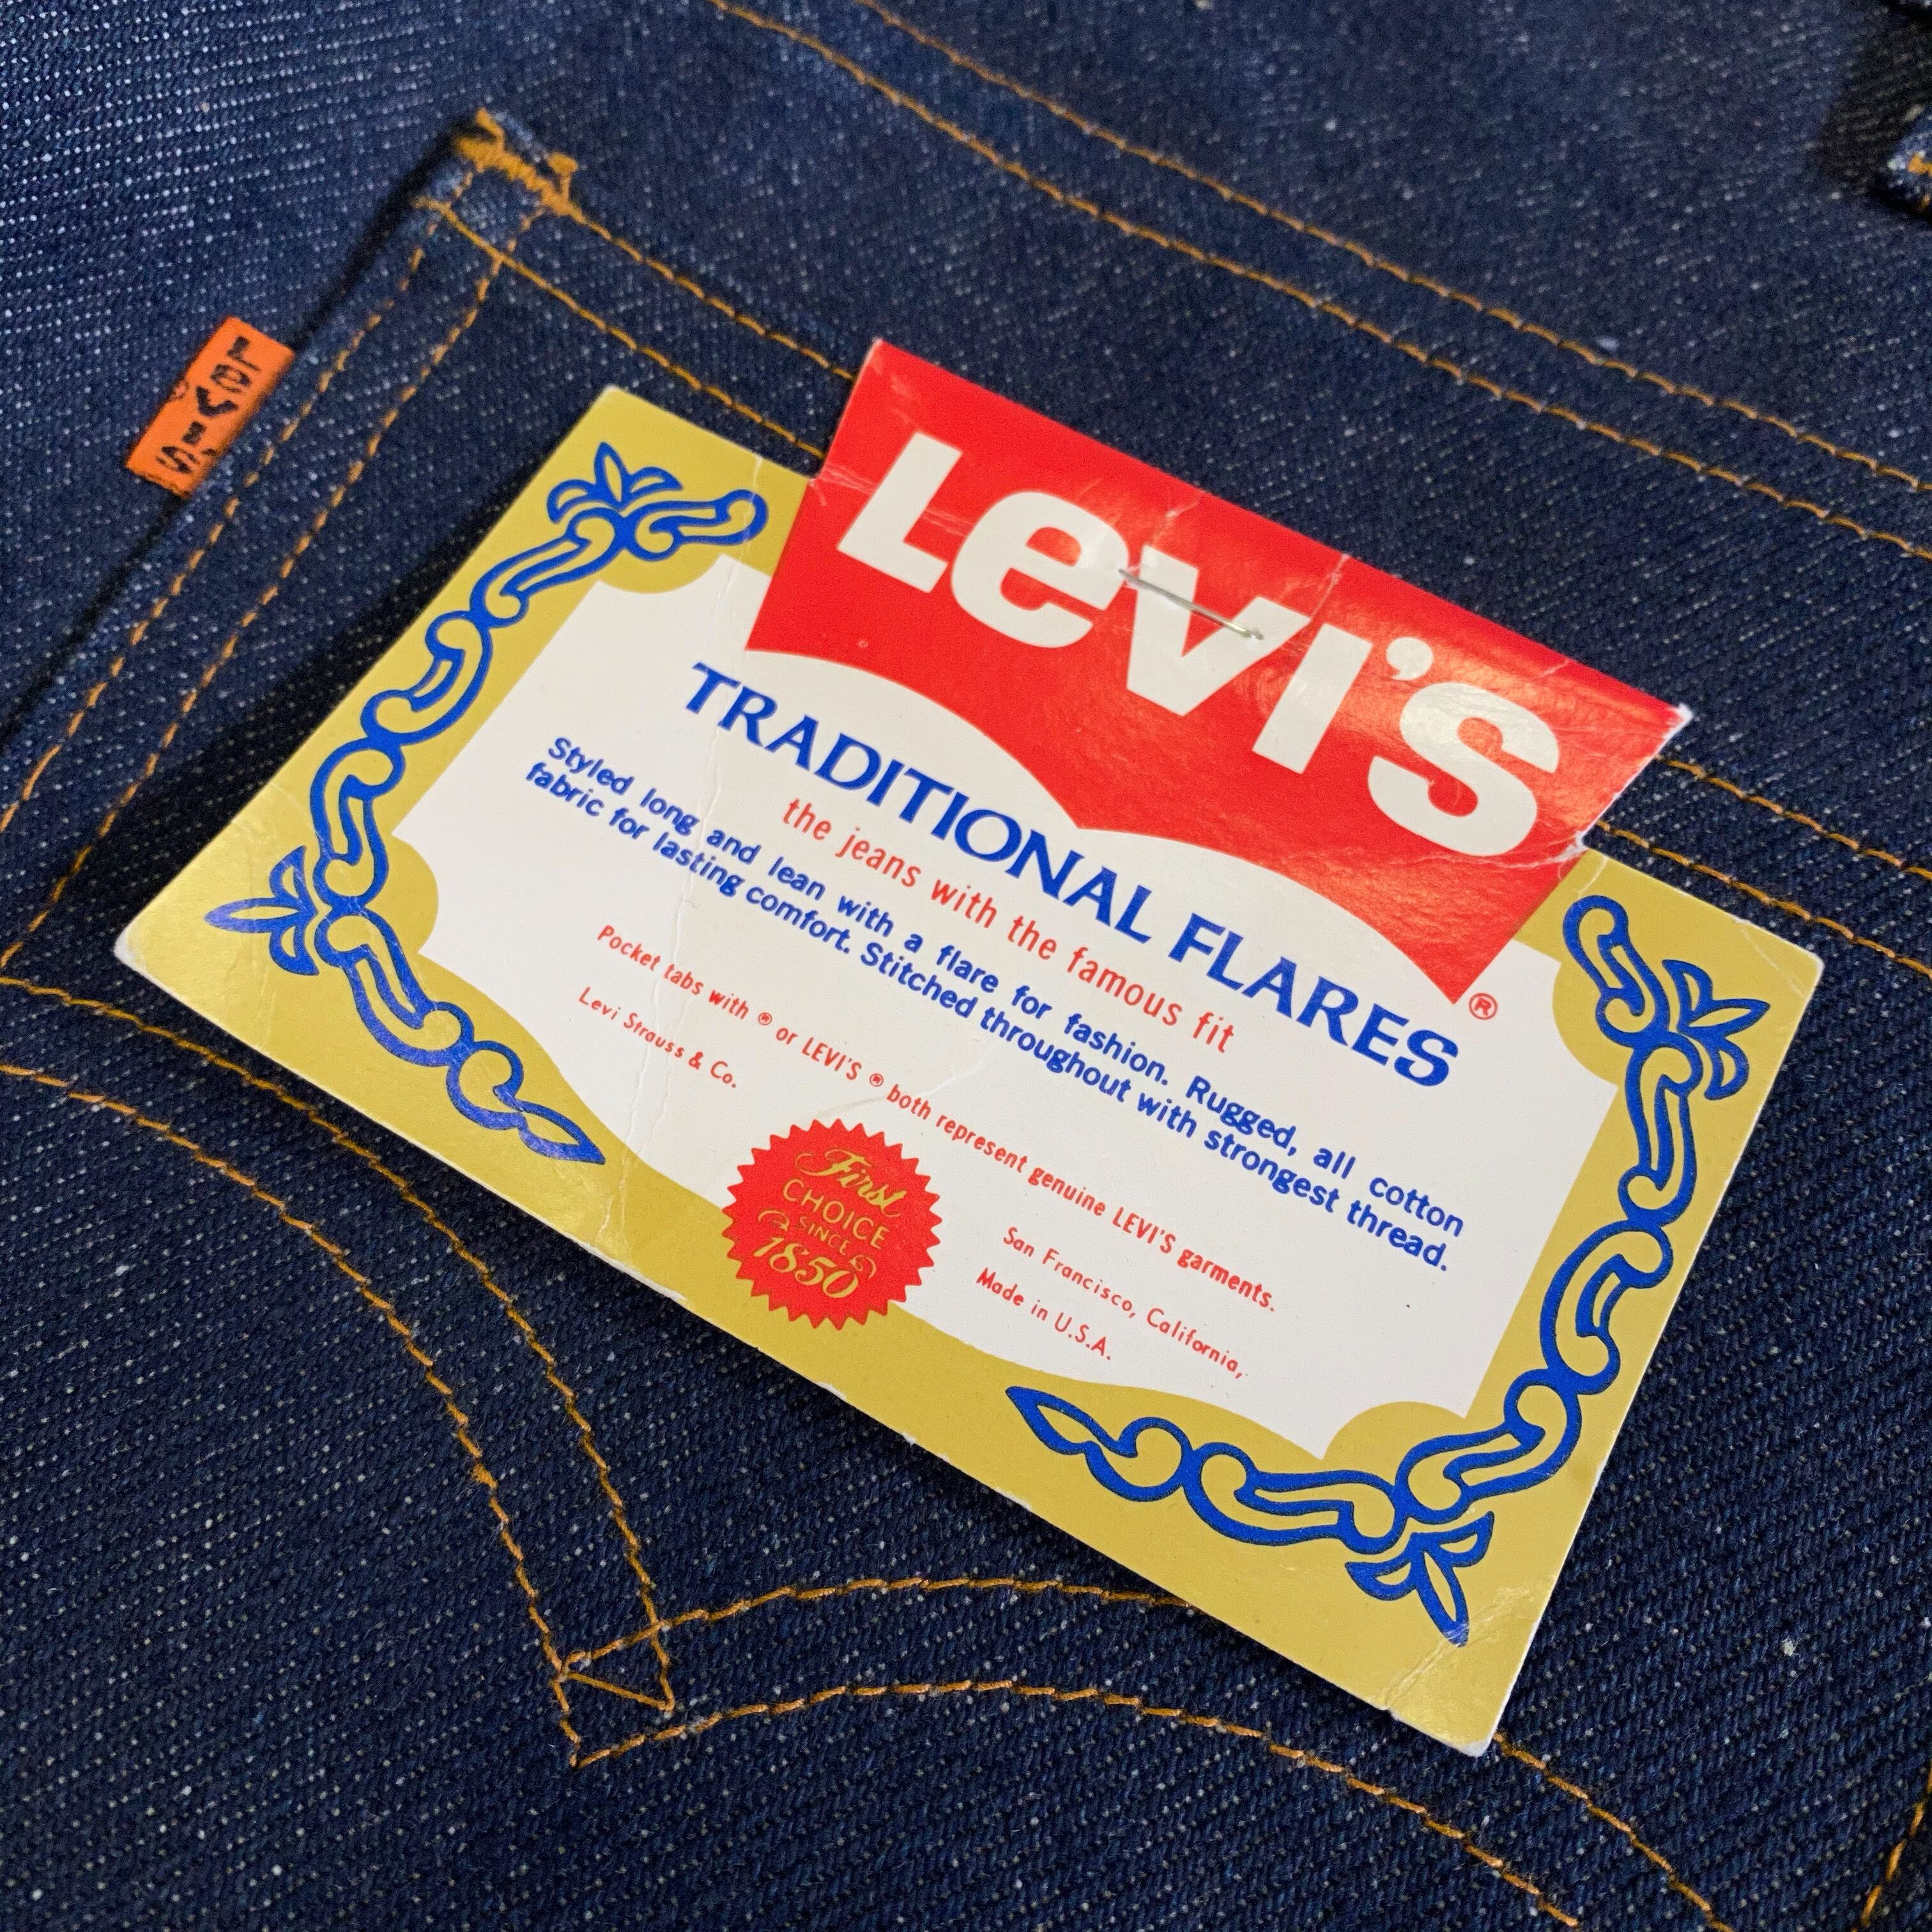 LEVI'S
Levi's
®
TRADITIONAL FLARES
the jeans with the famous fit
Styled long and lean with a flare for fashion. Rugged, all cotton
fabric for lasting comfort. Stitched throughout with strongest thread.
Pocket tabs with ® or LEVI'S ® both represent genuine LEVI'S garments.
Levi Strauss & Co.
San Francisco, California,
Made in U.S.A.
First
CHOICE
SINCE
1850